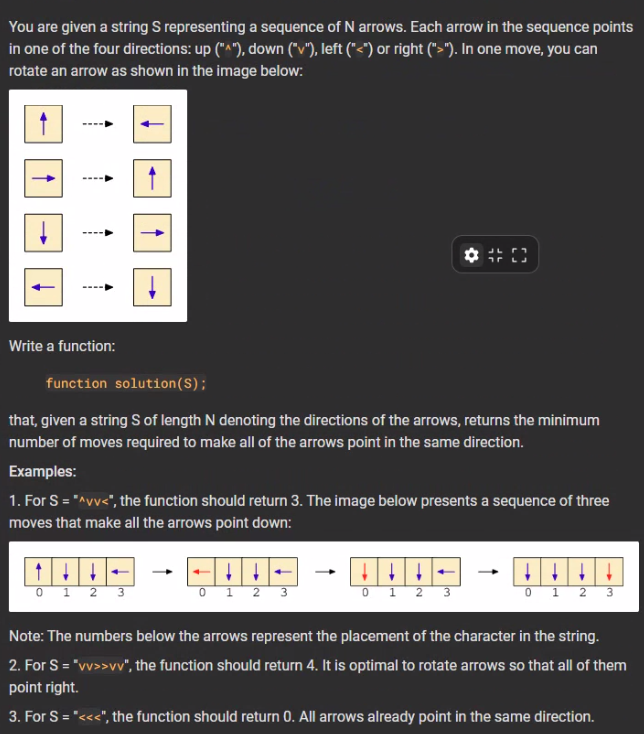 You are given a string S representing a sequence of N arrows. Each arrow in the sequence points
in one of the four directions: up ("^"), down ("v"), left ("<") or right (">"). In one move, you can
rotate an arrow as shown in the image below:
Write a function:
function solution(S);
that, given a string S of length N denoting the directions of the arrows, returns the minimum
number of moves required to make all of the arrows point in the same direction.
Examples:
1. For S = "^vv<", the function should return 3. The image below presents a sequence of three
moves that make all the arrows point down:
0 1 2 3 0 1 2 3 0 1 2 3 0 1 2 3
Note: The numbers below the arrows represent the placement of the character in the string.
2. For S = "vv>>vv", the function should return 4. It is optimal to rotate arrows so that all of them
point right.
3. For S = "<<<", the function should return 0. All arrows already point in the same direction.